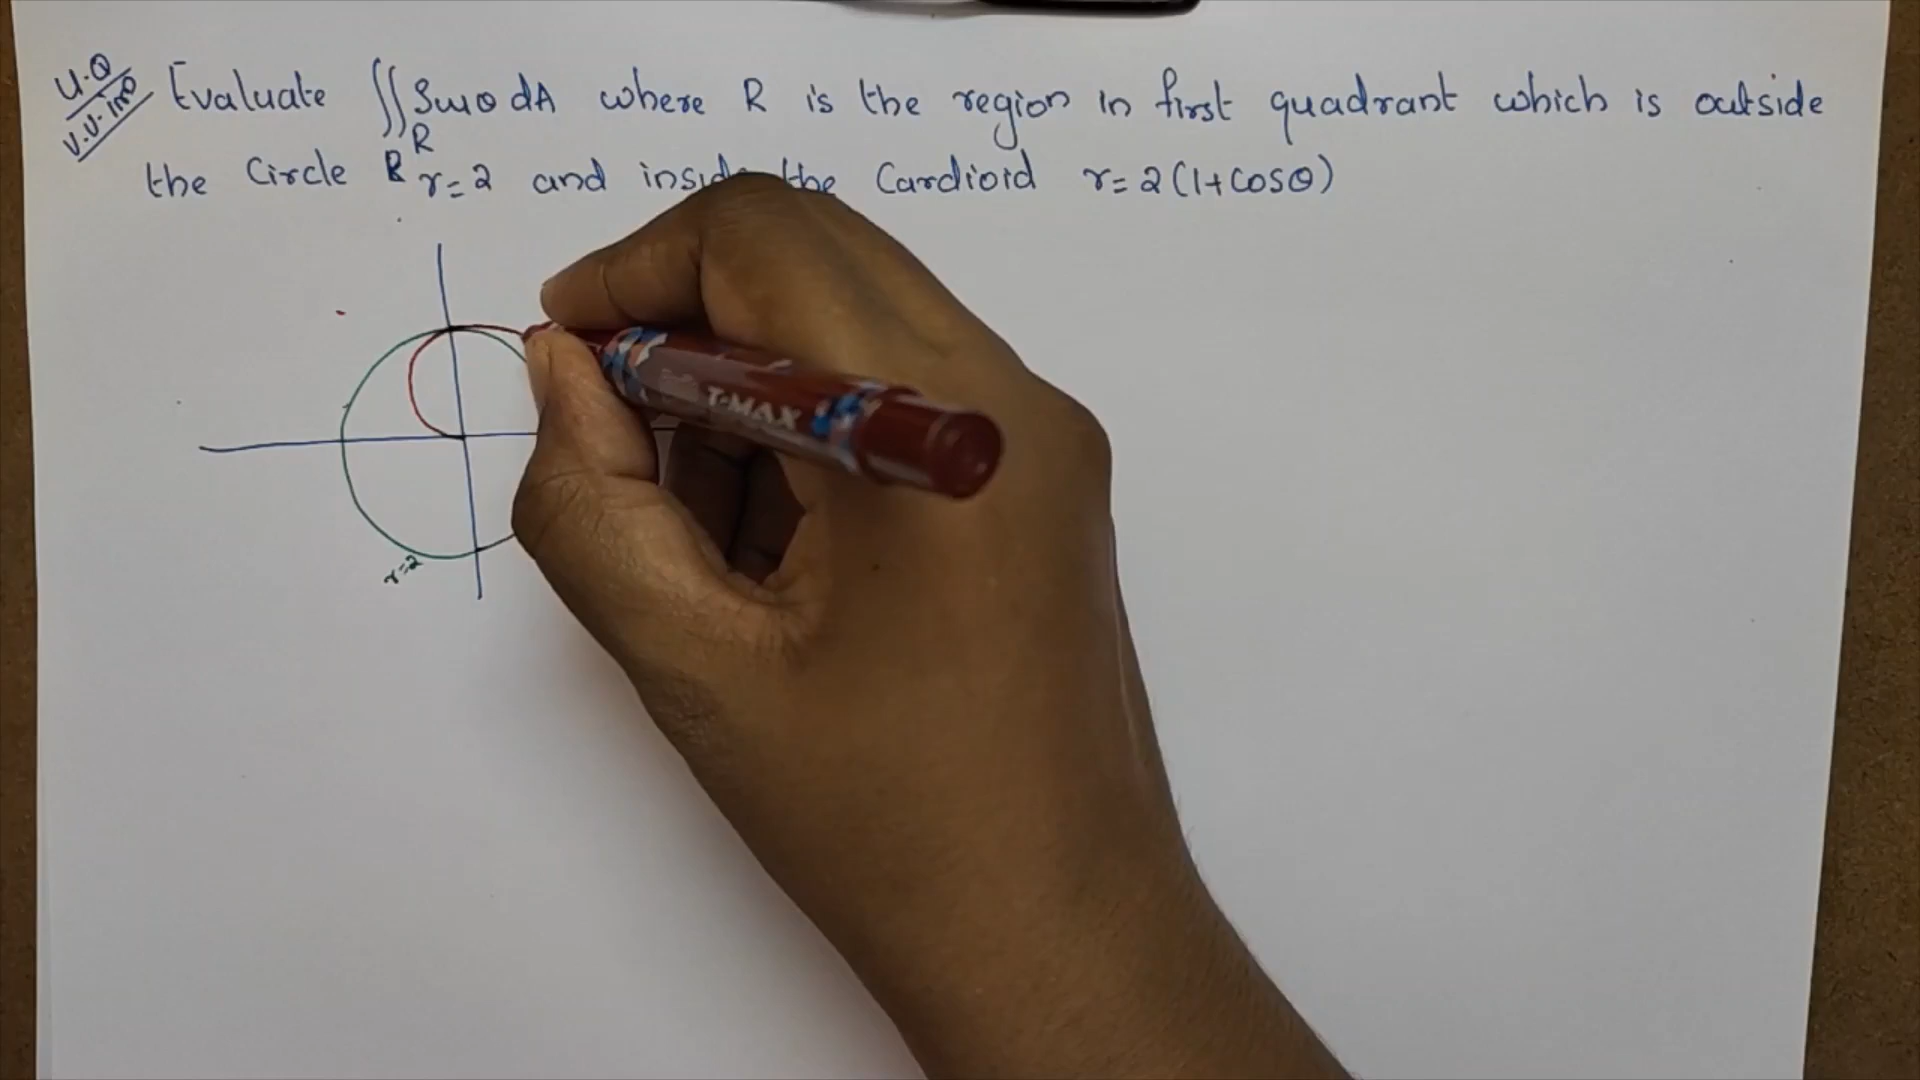 U.Q
V.V.imp
Evaluate ∬_R Sinθ dA where R is the region in first quadrant which is outside
the Circle R r=2 and inside the Cardioid r=2(1+Cosθ)
T-MAX
r=2